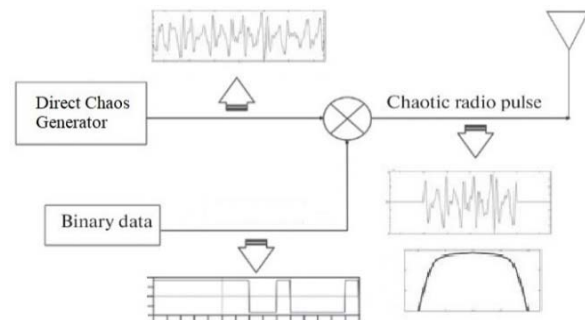 Direct Chaos
Generator
Chaotic radio pulse
Binary data